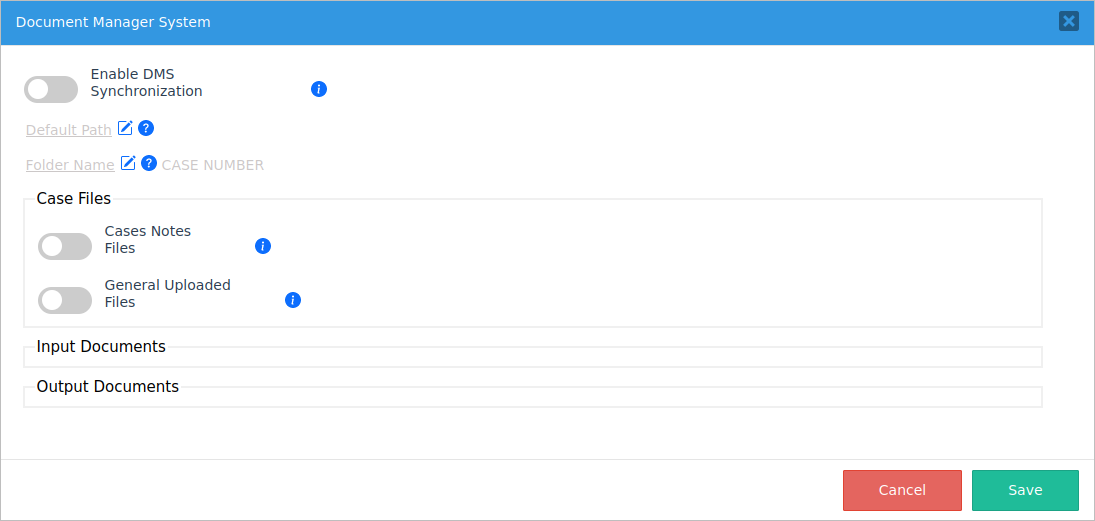 Document Manager System
Enable DMS
Synchronization
Default Path
Folder Name CASE NUMBER
Case Files
Cases Notes
Files
General Uploaded
Files
Input Documents
Output Documents
Cancel Save